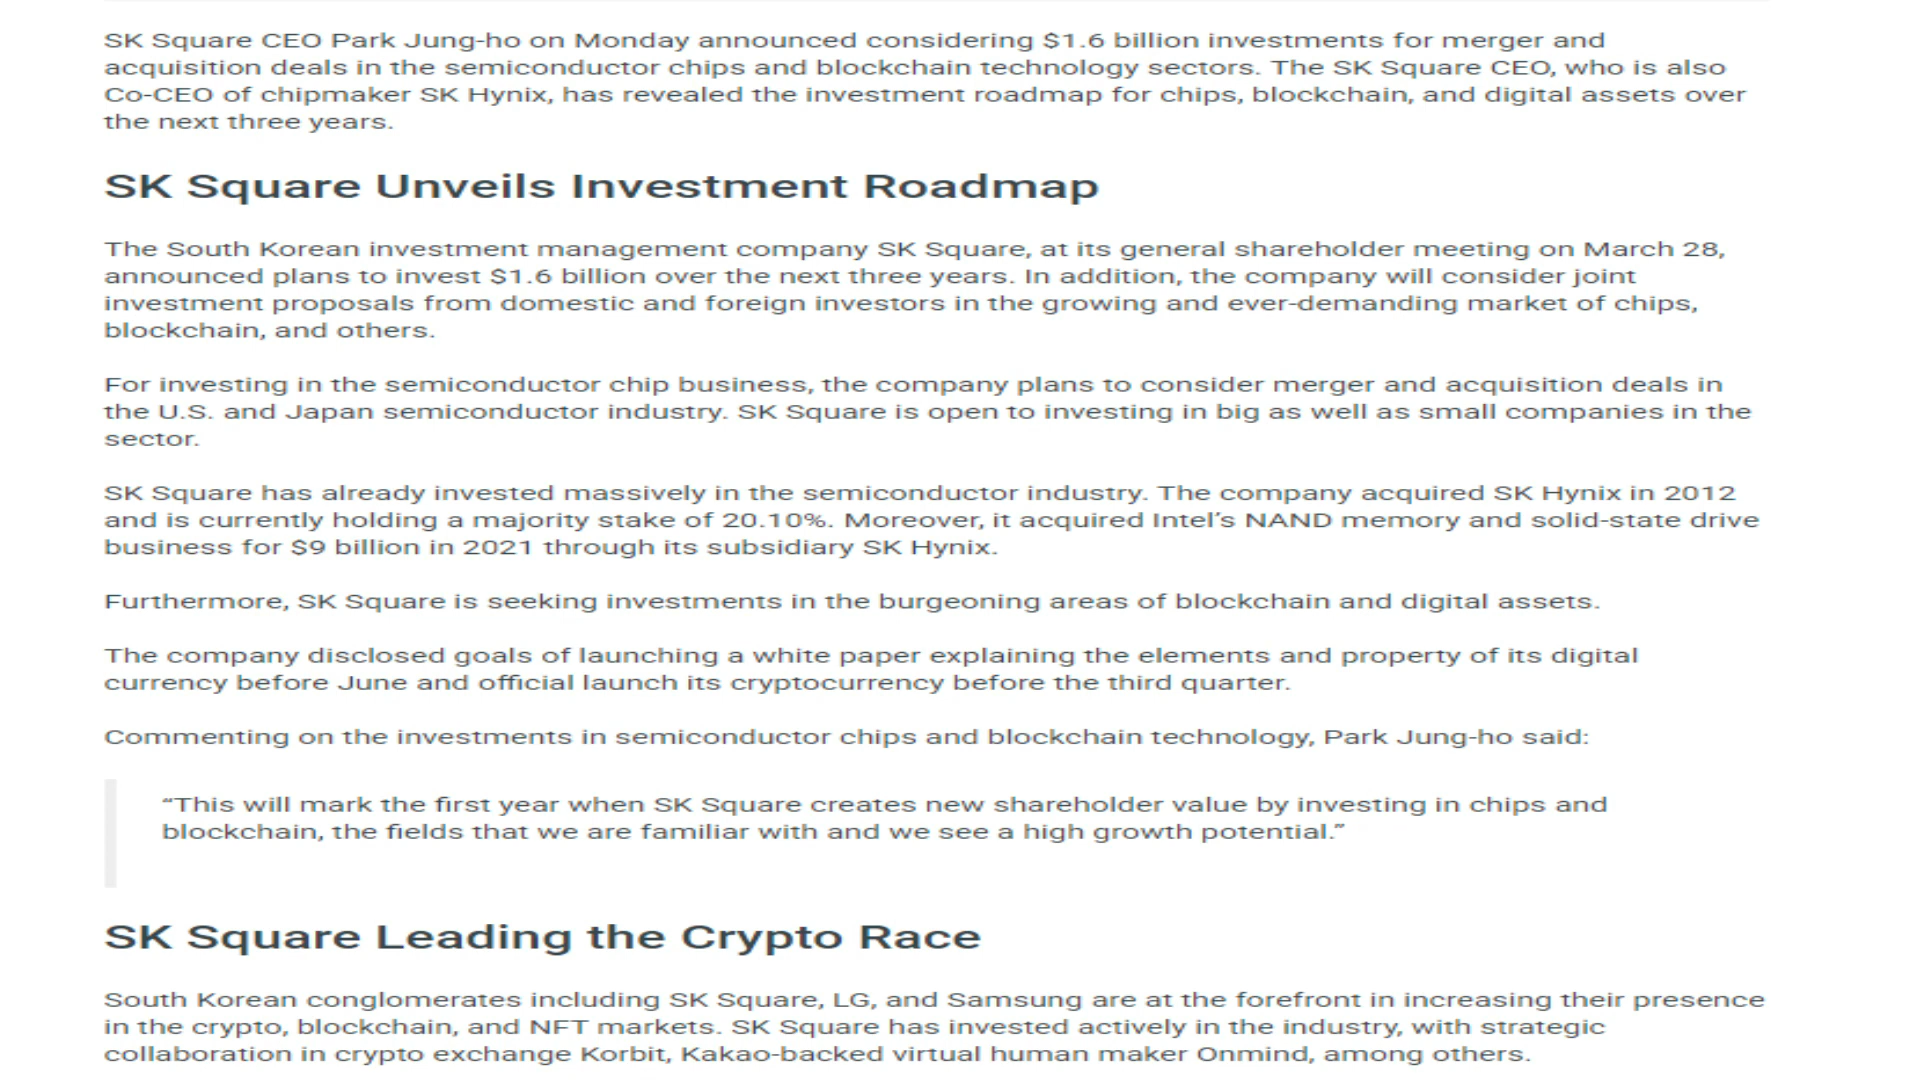 SK Square CEO Park Jung-ho on Monday announced considering $1.6 billion investments for merger and
acquisition deals in the semiconductor chips and blockchain technology sectors. The SK Square CEO, who is also
Co-CEO of chipmaker SK Hynix, has revealed the investment roadmap for chips, blockchain, and digital assets over
the next three years.
SK Square Unveils Investment Roadmap
The South Korean investment management company SK Square, at its general shareholder meeting on March 28,
announced plans to invest $1.6 billion over the next three years. In addition, the company will consider joint
investment proposals from domestic and foreign investors in the growing and ever-demanding market of chips,
blockchain, and others.
For investing in the semiconductor chip business, the company plans to consider merger and acquisition deals in
the U.S. and Japan semiconductor industry. SK Square is open to investing in big as well as small companies in the
sector.
SK Square has already invested massively in the semiconductor industry. The company acquired SK Hynix in 2012
and is currently holding a majority stake of 20.10%. Moreover, it acquired Intel’s NAND memory and solid-state drive
business for $9 billion in 2021 through its subsidiary SK Hynix.
Furthermore, SK Square is seeking investments in the burgeoning areas of blockchain and digital assets.
The company disclosed goals of launching a white paper explaining the elements and property of its digital
currency before June and official launch its cryptocurrency before the third quarter.
Commenting on the investments in semiconductor chips and blockchain technology, Park Jung-ho said:
“This will mark the first year when SK Square creates new shareholder value by investing in chips and
blockchain, the fields that we are familiar with and we see a high growth potential.”
SK Square Leading the Crypto Race
South Korean conglomerates including SK Square, LG, and Samsung are at the forefront in increasing their presence
in the crypto, blockchain, and NFT markets. SK Square has invested actively in the industry, with strategic
collaboration in crypto exchange Korbit, Kakao-backed virtual human maker Onmind, among others.